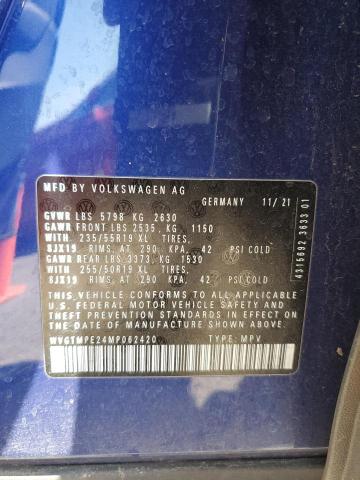 MFD BY VOLKSWAGEN AG
GERMANY 11/21
GVWR LBS 5798 KG 2630
GAWR FRONT LBS 2535, KG 1150
WITH - 235/55R19 XL TIRES,
8JX19 RIMS, AT 290 KPA, 42 PSI COLD
GAWR REAR LBS 3373, KG 1530
WITH - 255/50R19 XL TIRES,
8JX19 RIMS, AT 290 KPA, 42 PSI COLD
THIS VEHICLE CONFORMS TO ALL APPLICABLE
U.S. FEDERAL MOTOR VEHICLE SAFETY AND
THEFT PREVENTION STANDARDS IN EFFECT ON THE
DATE OF MANUFACTURE SHOWN ABOVE.
WVGTMPE24MP062420 TYPE: MPV
4315692 3633 01